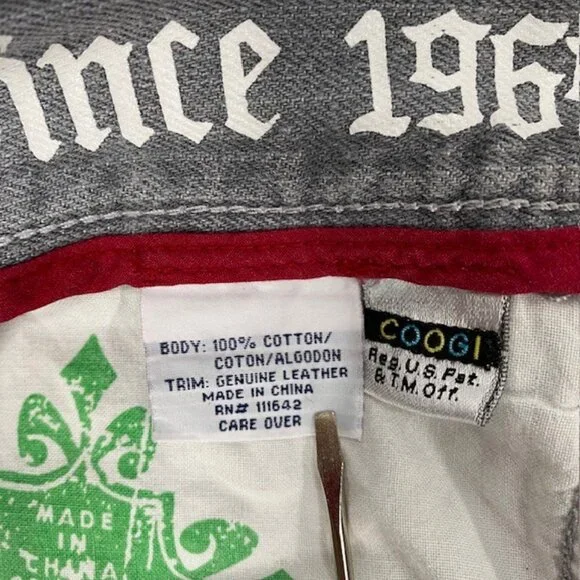 ince 196
COOGI
BODY: 100% COTTON/
COTON/ALGODON
TRIM: GENUINE LEATHER
MADE IN CHINA
RN# 111642
CARE OVER
Reg. U.S. Pat.
& T.M. Off.
MADE
IN
CHINA